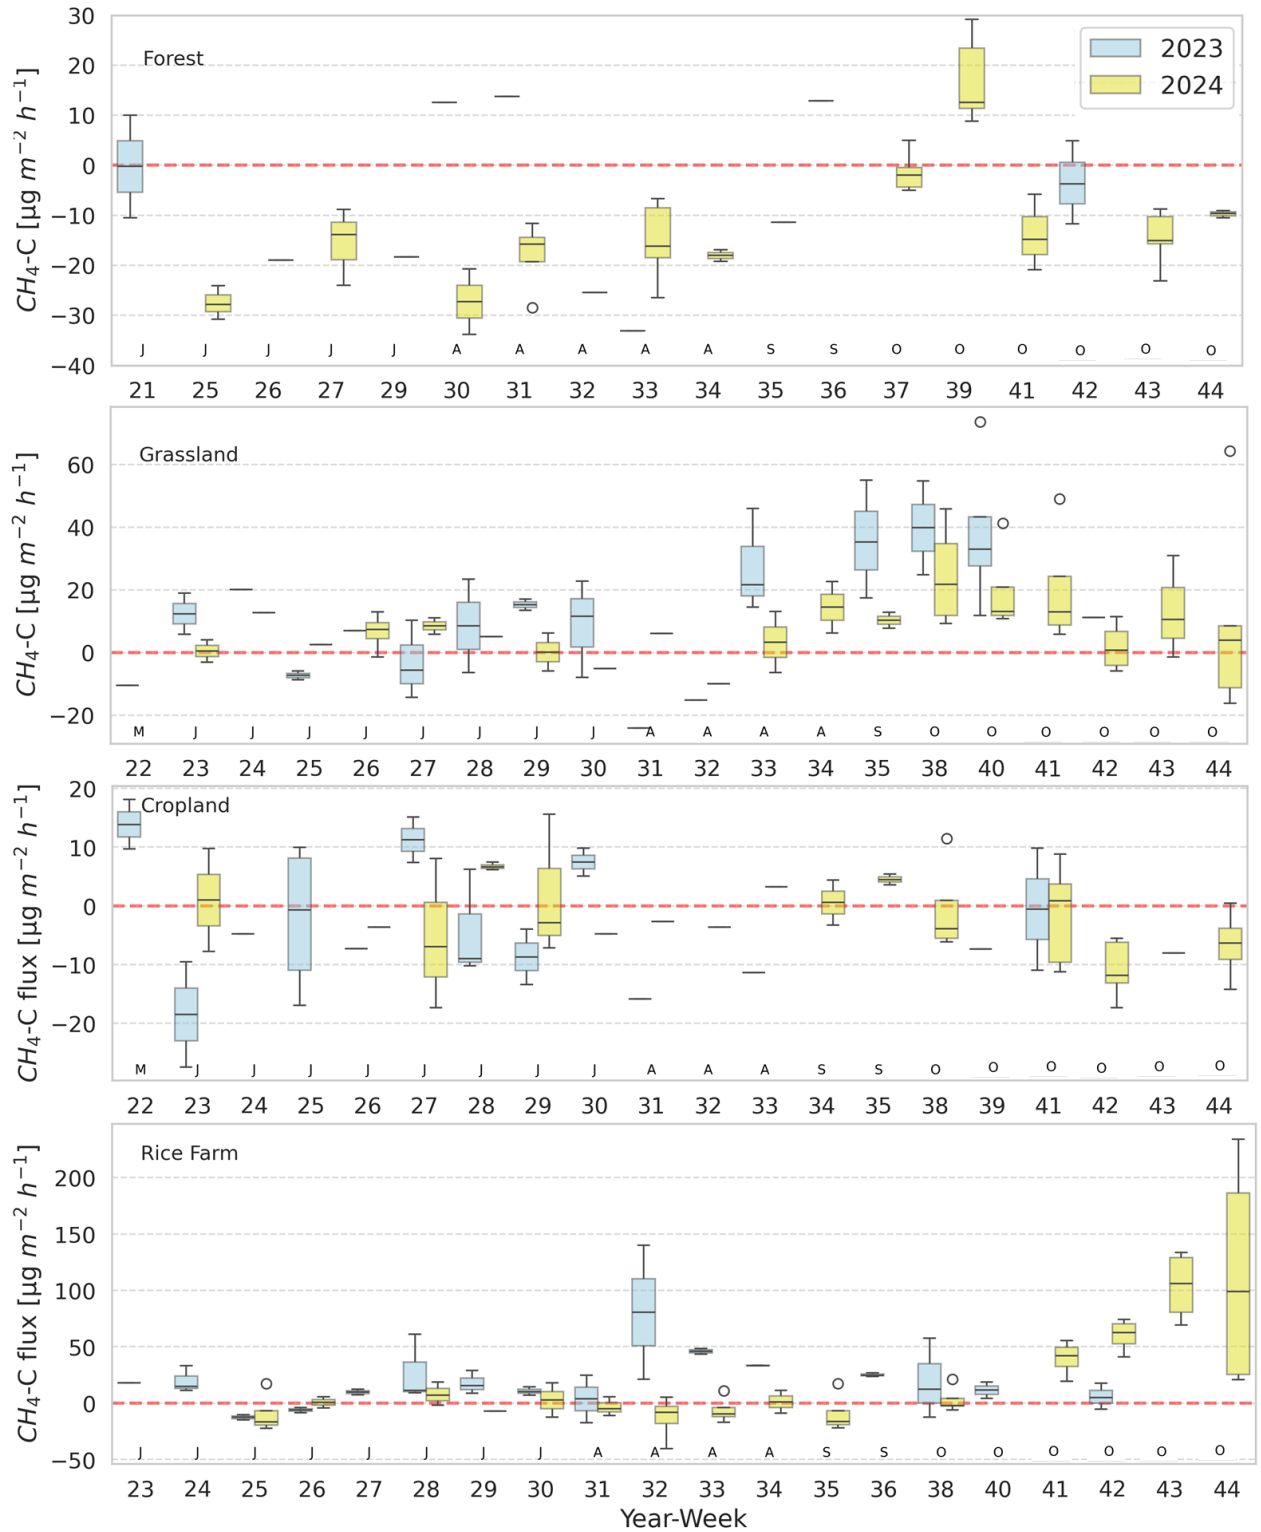 30
20
10
0
−10
−20
−30
−40
CH₄-C [µg m⁻² h⁻¹]
Forest
2023
2024
J J J J J A A A A A S S O O O O O O
21 25 26 27 29 30 31 32 33 34 35 36 37 39 41 42 43 44
60
40
20
0
−20
CH₄-C [µg m⁻² h⁻¹]
Grassland
M J J J J J J J J A A A A S O O O O O O
22 23 24 25 26 27 28 29 30 31 32 33 34 35 38 40 41 42 43 44
20
10
0
−10
−20
CH₄-C flux [µg m⁻² h⁻¹]
Cropland
M J J J J J J J J A A A S S O O O O O O
22 23 24 25 26 27 28 29 30 31 32 33 34 35 38 39 41 42 43 44
200
150
100
50
0
−50
CH₄-C flux [µg m⁻² h⁻¹]
Rice Farm
J J J J J J J J A A A A S S O O O O O O
23 24 25 26 27 28 29 30 31 32 33 34 35 36 38 40 41 42 43 44
Year-Week